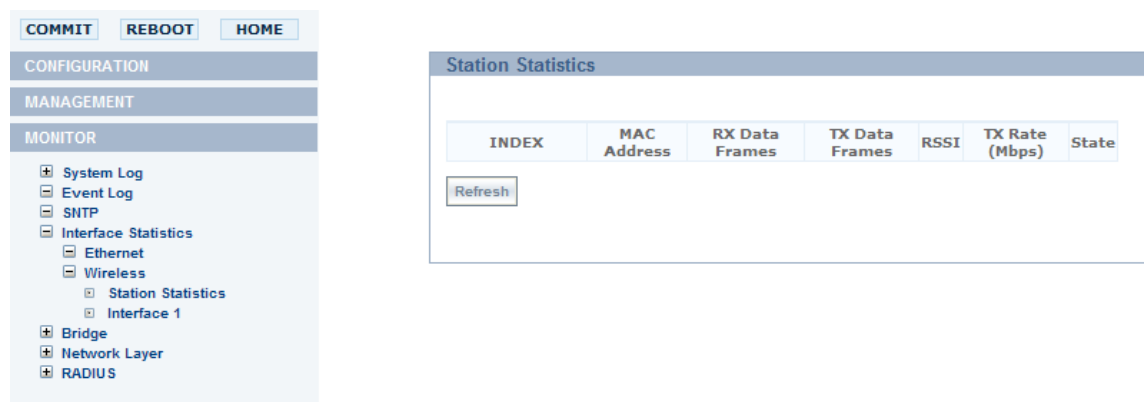 COMMIT REBOOT HOME
CONFIGURATION
MANAGEMENT
MONITOR
System Log
Event Log
SNTP
Interface Statistics
Ethernet
Wireless
Station Statistics
Interface 1
Bridge
Network Layer
RADIUS
Station Statistics
INDEX MAC Address RX Data Frames TX Data Frames RSSI TX Rate (Mbps) State
Refresh